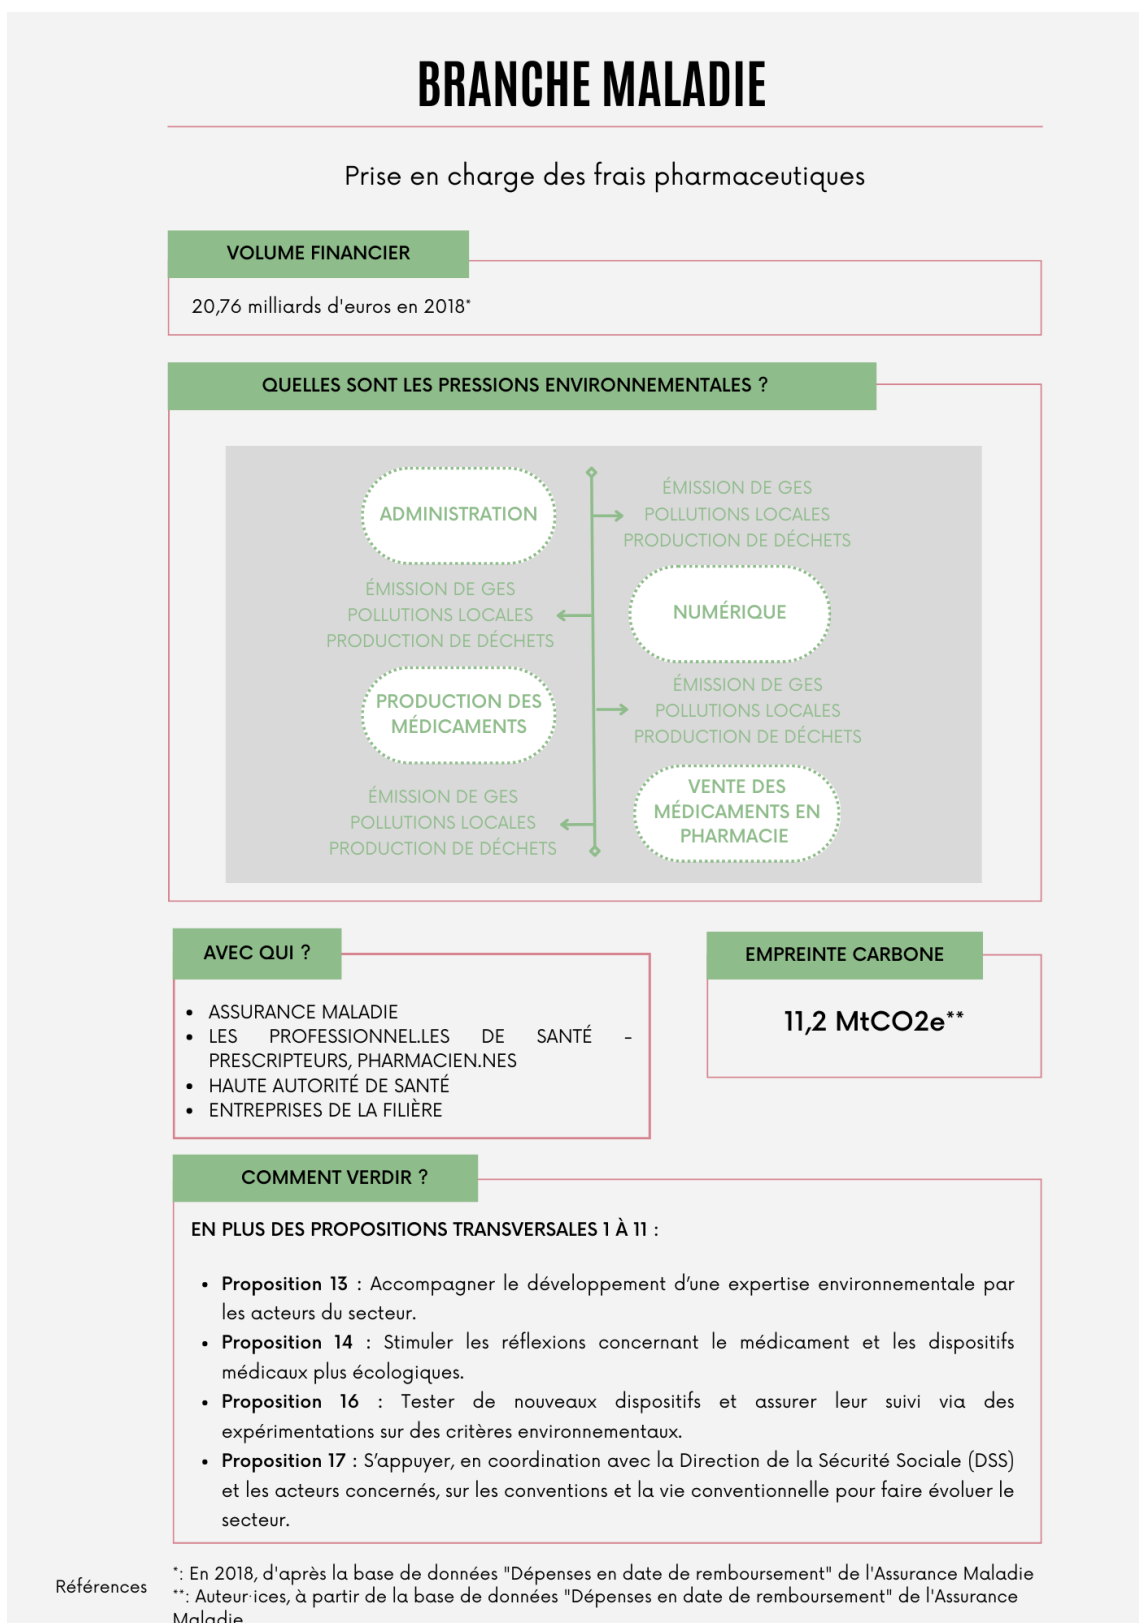 BRANCHE MALADIE
Prise en charge des frais pharmaceutiques
VOLUME FINANCIER
20,76 milliards d'euros en 2018*
QUELLES SONT LES PRESSIONS ENVIRONNEMENTALES ?
ADMINISTRATION
ÉMISSION DE GES
POLLUTIONS LOCALES
PRODUCTION DE DÉCHETS
NUMÉRIQUE
ÉMISSION DE GES
POLLUTIONS LOCALES
PRODUCTION DE DÉCHETS
PRODUCTION DES
MÉDICAMENTS
ÉMISSION DE GES
POLLUTIONS LOCALES
PRODUCTION DE DÉCHETS
VENTE DES
MÉDICAMENTS EN
PHARMACIE
ÉMISSION DE GES
POLLUTIONS LOCALES
PRODUCTION DE DÉCHETS
AVEC QUI ?
• ASSURANCE MALADIE
• LES PROFESSIONNEL.LES DE SANTÉ -
PRESCRIPTEURS, PHARMACIEN.NES
• HAUTE AUTORITÉ DE SANTÉ
• ENTREPRISES DE LA FILIÈRE
EMPREINTE CARBONE
11,2 MtCO2e**
COMMENT VERDIR ?
EN PLUS DES PROPOSITIONS TRANSVERSALES 1 À 11 :
• Proposition 13 : Accompagner le développement d’une expertise environnementale par
les acteurs du secteur.
• Proposition 14 : Stimuler les réflexions concernant le médicament et les dispositifs
médicaux plus écologiques.
• Proposition 16 : Tester de nouveaux dispositifs et assurer leur suivi via des
expérimentations sur des critères environnementaux.
• Proposition 17 : S’appuyer, en coordination avec la Direction de la Sécurité Sociale (DSS)
et les acteurs concernés, sur les conventions et la vie conventionnelle pour faire évoluer le
secteur.
Références
*: En 2018, d'après la base de données "Dépenses en date de remboursement" de l'Assurance Maladie
**: Auteur·ices, à partir de la base de données "Dépenses en date de remboursement" de l'Assurance
Maladie